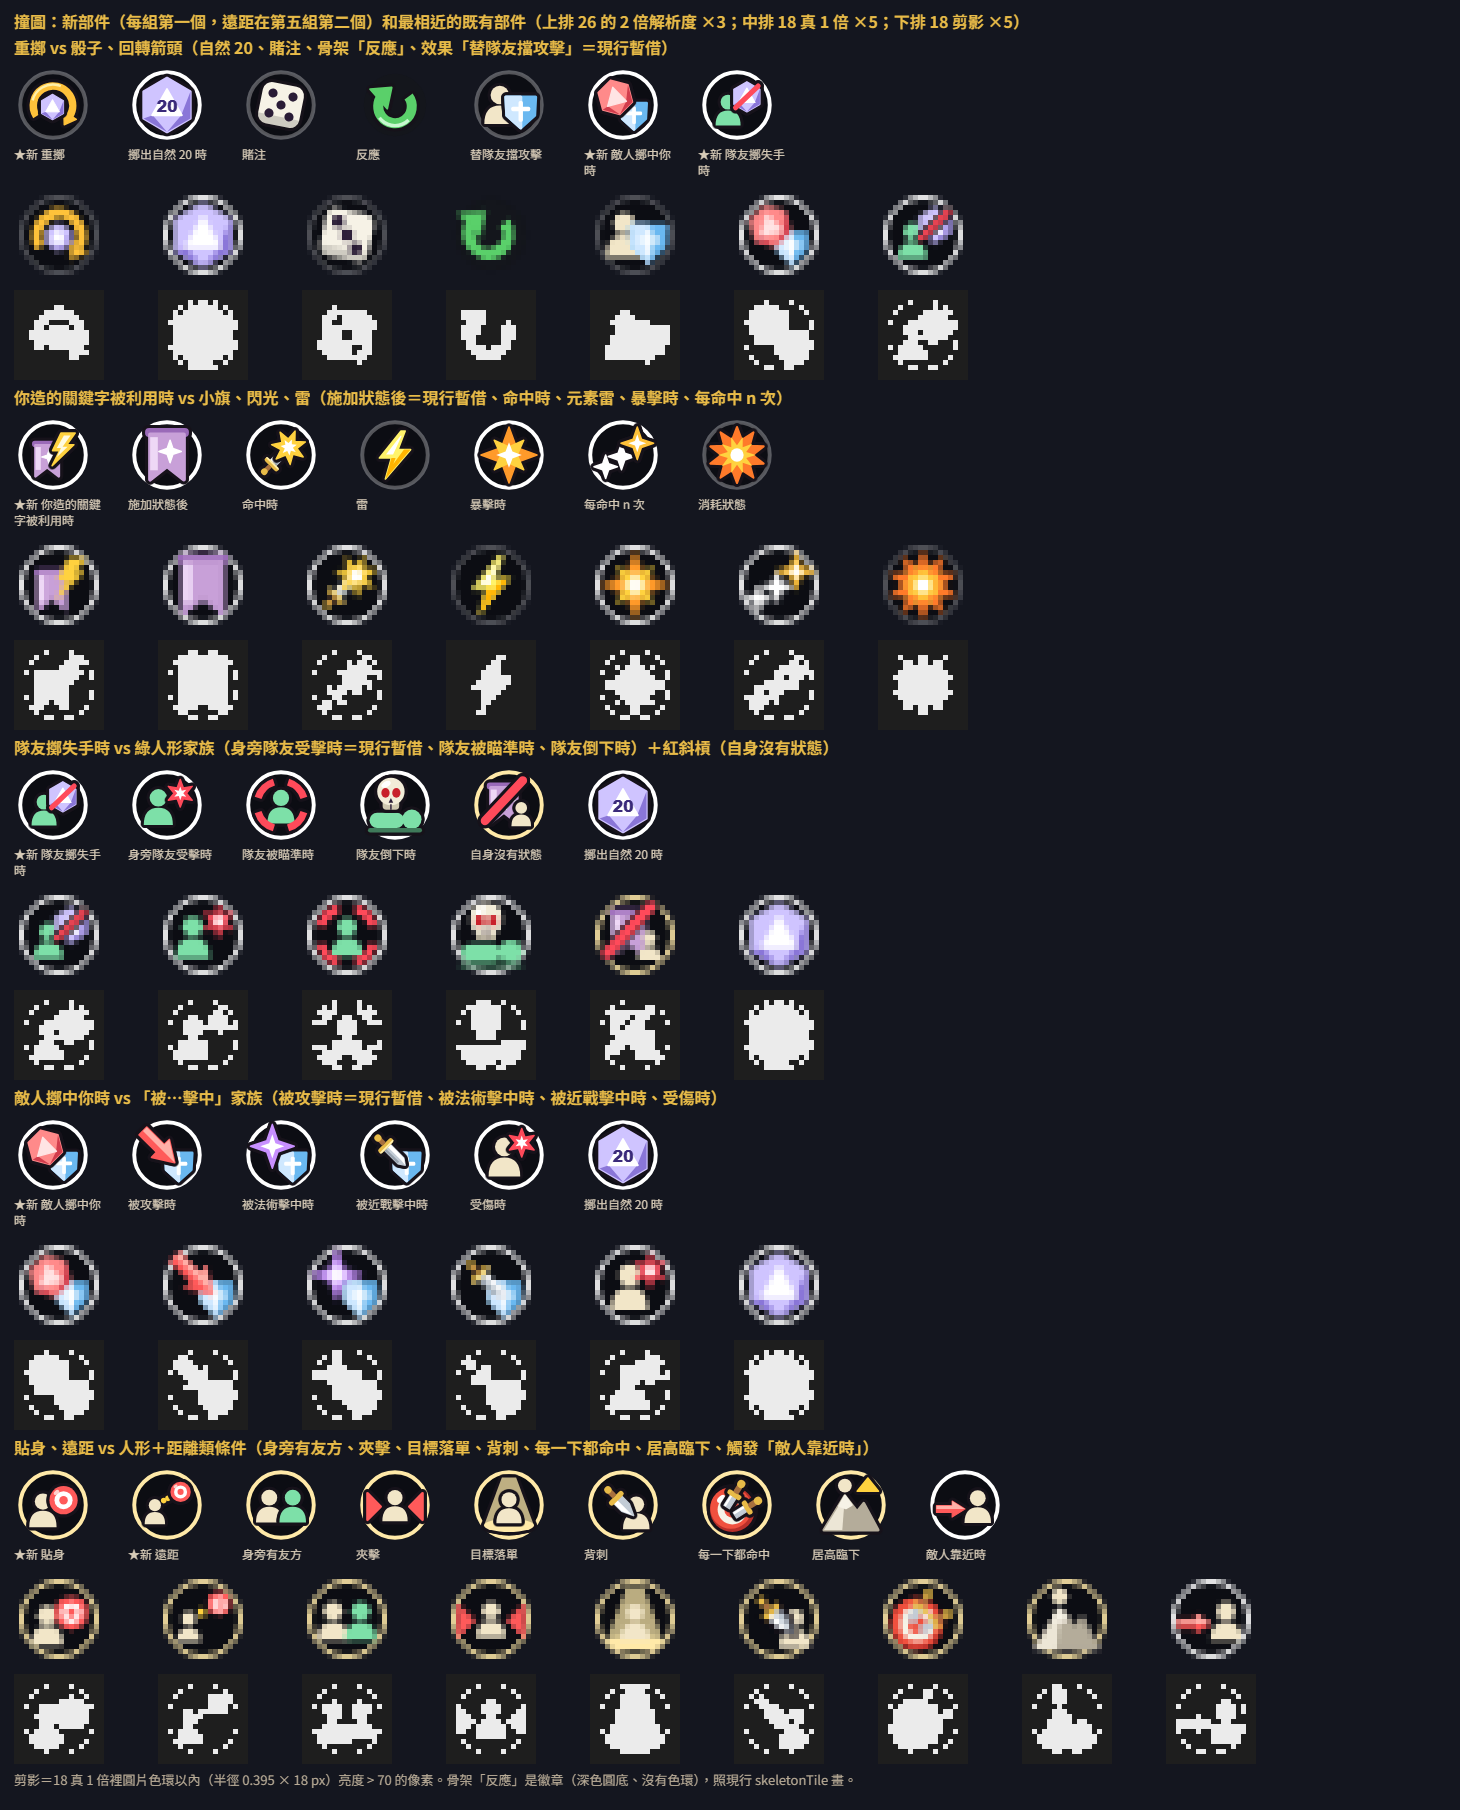 撞圖：新部件（每組第一個，遠距在第五組第二個）和最相近的既有部件（上排 26 的 2 倍解析度 ×3；中排 18 真 1 倍 ×5；下排 18 剪影 ×5）
重擲 vs 骰子、回轉箭頭（自然 20、賭注、骨架「反應」、效果「替隊友擋攻擊」＝現行暫借）
20
★新 重擲
擲出自然 20 時
賭注
反應
替隊友擋攻擊
★新 敵人擲中你時
★新 隊友擲失手時
你造的關鍵字被利用時 vs 小旗、閃光、雷（施加狀態後＝現行暫借、命中時、元素雷、暴擊時、每命中 n 次）
★新 你造的關鍵字被利用時
施加狀態後
命中時
雷
暴擊時
每命中 n 次
消耗狀態
隊友擲失手時 vs 綠人形家族（身旁隊友受擊時＝現行暫借、隊友被瞄準時、隊友倒下時）＋紅斜槓（自身沒有狀態）
20
★新 隊友擲失手時
身旁隊友受擊時
隊友被瞄準時
隊友倒下時
自身沒有狀態
擲出自然 20 時
敵人擲中你時 vs 「被⋯擊中」家族（被攻擊時＝現行暫借、被法術擊中時、被近戰擊中時、受傷時）
20
★新 敵人擲中你時
被攻擊時
被法術擊中時
被近戰擊中時
受傷時
擲出自然 20 時
貼身、遠距 vs 人形＋距離類條件（身旁有友方、夾擊、目標落單、背刺、每一下都命中、居高臨下、觸發「敵人靠近時」）
★新 貼身
★新 遠距
身旁有友方
夾擊
目標落單
背刺
每一下都命中
居高臨下
敵人靠近時
剪影＝18 真 1 倍裡圓片色環以內（半徑 0.395 × 18 px）亮度 > 70 的像素。骨架「反應」是徽章（深色圓底、沒有色環），照現行 skeletonTile 畫。